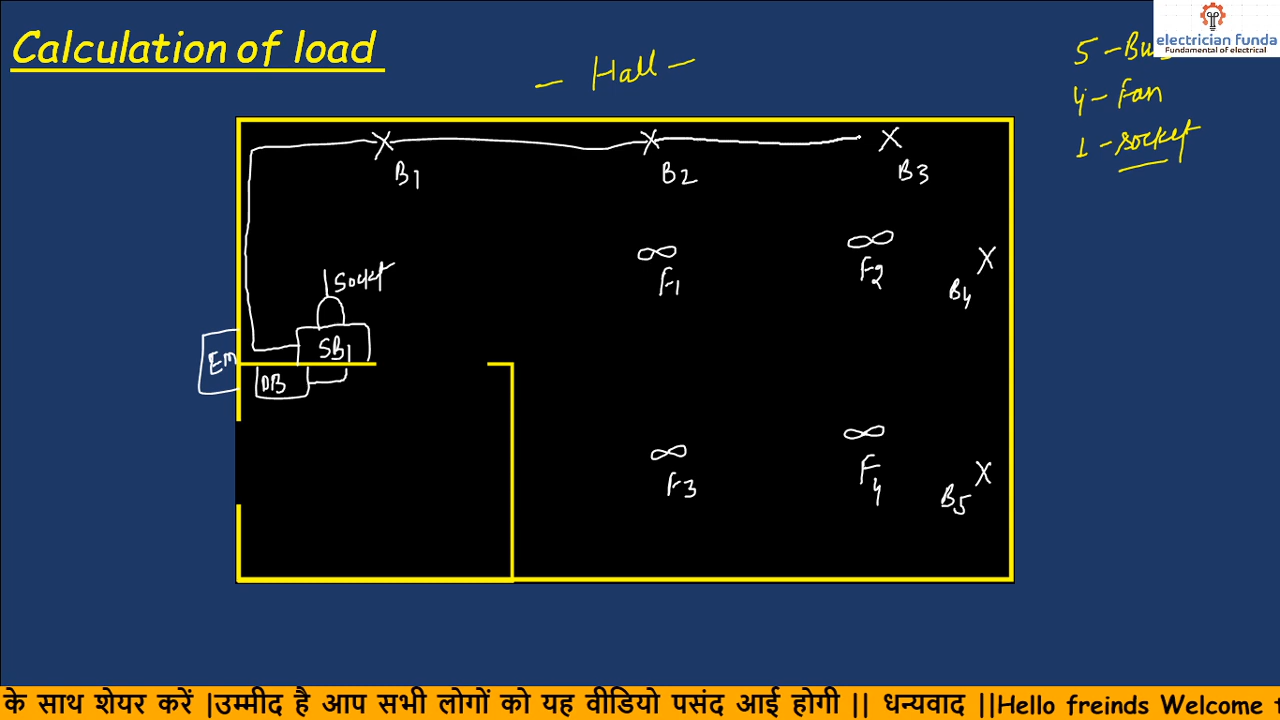 Calculation of load
- Hall -
electrician funda
Fundamental of electrical
5 -
4 - Fan
1 - socket
B1
B2
B3
F1
F2
B4
Socket
SB1
EM
DB
F3
F4
B5
के साथ शेयर करें |उम्मीद है आप सभी लोगों को यह वीडियो पसंद आई होगी || धन्यवाद ||Hello freinds Welcome